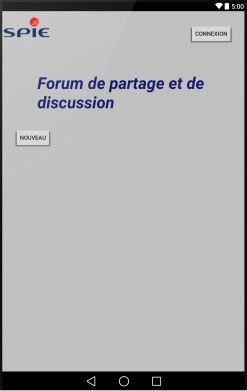 5:00
SPIE
CONNEXION
Forum de partage et de
discussion
NOUVEAU